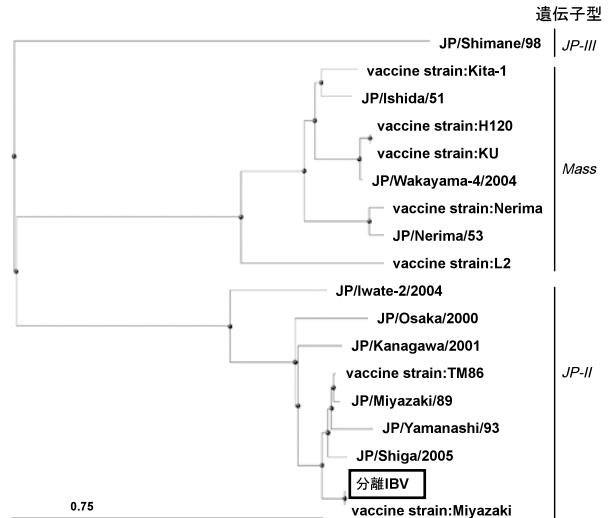 遺伝子型
JP/Shimane/98
JP-III
vaccine strain:Kita-1
JP/Ishida/51
vaccine strain:H120
vaccine strain:KU
Mass
JP/Wakayama-4/2004
vaccine strain:Nerima
JP/Nerima/53
vaccine strain:L2
JP/Iwate-2/2004
JP/Osaka/2000
JP/Kanagawa/2001
vaccine strain:TM86
JP-II
JP/Miyazaki/89
JP/Yamanashi/93
JP/Shiga/2005
分離IBV
vaccine strain:Miyazaki
0.75